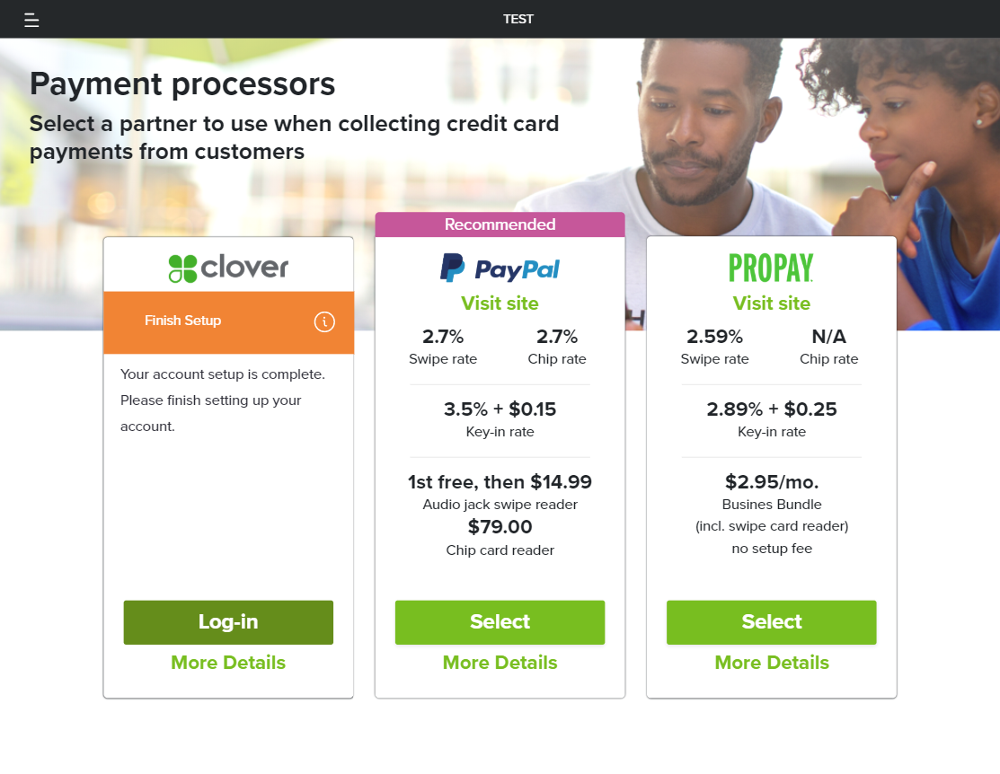 TEST
Payment processors
Select a partner to use when collecting credit card
payments from customers
clover
Finish Setup
i
Your account setup is complete.
Please finish setting up your
account.
Log-in
More Details
Recommended
PayPal
Visit site
2.7% 2.7%
Swipe rate Chip rate
3.5% + $0.15
Key-in rate
1st free, then $14.99
Audio jack swipe reader
$79.00
Chip card reader
Select
More Details
PROPAY.
Visit site
2.59% N/A
Swipe rate Chip rate
2.89% + $0.25
Key-in rate
$2.95/mo.
Busines Bundle
(incl. swipe card reader)
no setup fee
Select
More Details